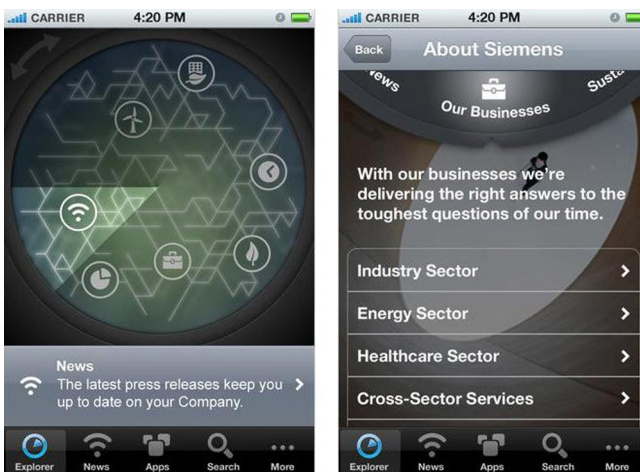 CARRIER 4:20 PM
News
The latest press releases keep you
up to date on your Company.
Explorer News Apps Search More
CARRIER 4:20 PM
Back About Siemens
News Our Businesses
With our businesses we're
delivering the right answers to the
toughest questions of our time.
Industry Sector
Energy Sector
Healthcare Sector
Cross-Sector Services
Explorer News Apps Search More